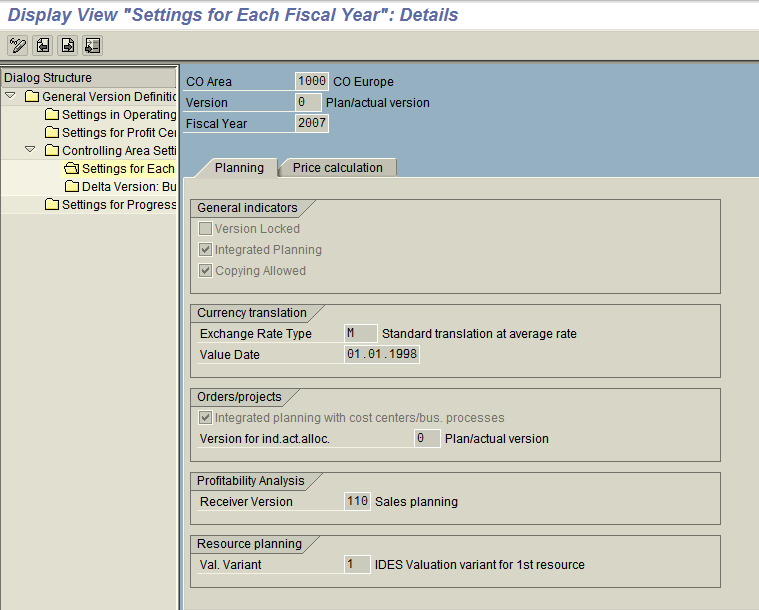 Display View "Settings for Each Fiscal Year": Details
Dialog Structure
General Version Definitic
Settings in Operating
Settings for Profit Cei
Controlling Area Setti
Settings for Each
Delta Version: Bu
Settings for Progress
CO Area 1000 CO Europe
Version 0 Plan/actual version
Fiscal Year 2007
Planning Price calculation
General indicators
Version Locked
Integrated Planning
Copying Allowed
Currency translation
Exchange Rate Type M Standard translation at average rate
Value Date 01.01.1998
Orders/projects
Integrated planning with cost centers/bus. processes
Version for ind.act.alloc. 0 Plan/actual version
Profitability Analysis
Receiver Version 110 Sales planning
Resource planning
Val. Variant 1 IDES Valuation variant for 1st resource